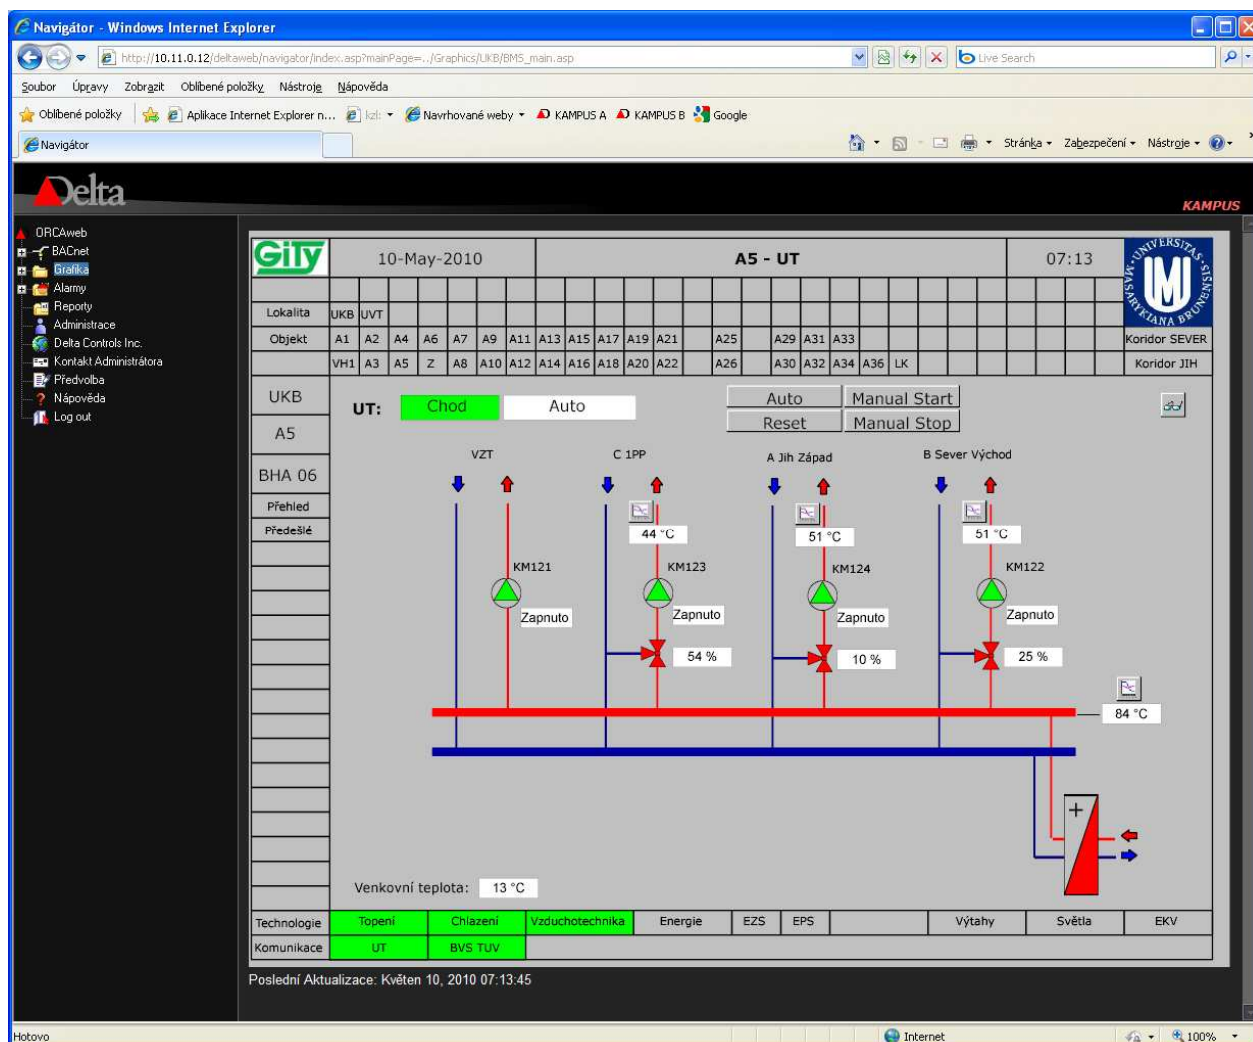 Navigátor - Windows Internet Explorer
http://10.11.0.12/deltaweb/navigator/index.asp?mainPage=../Graphics/UKB/BMS_main.asp
Live Search
Soubor Úpravy Zobrazit Oblíbené položky Nástroje Nápověda
Oblíbené položky Aplikace Internet Explorer n... kzl: Navrhované weby KAMPUS A KAMPUS B Google
Navigátor
Stránka Zabezpečení Nástroje
Delta
KAMPUS
ORCAweb
BACnet
Grafika
Alarmy
Reporty
Administrace
Delta Controls Inc.
Kontakt Administrátora
Předvolba
Nápověda
Log out
GiTy 10-May-2010 A5 - UT 07:13
UNIVERSITAS MASARYKIANA BRUNENSIS
Lokalita UKB UVT
Objekt A1 A2 A4 A6 A7 A9 A11 A13 A15 A17 A19 A21 A25 A29 A31 A33 Koridor SEVER
VH1 A3 A5 Z A8 A10 A12 A14 A16 A18 A20 A22 A26 A30 A32 A34 A36 LK Koridor JIH
UKB
A5
BHA 06
Přehled
Předešlé
UT: Chod Auto
Auto Manual Start
Reset Manual Stop
VZT C 1PP A Jih Západ B Sever Východ
44 °C 51 °C 51 °C
KM121 KM123 KM124 KM122
Zapnuto Zapnuto Zapnuto Zapnuto
54 % 10 % 25 %
84 °C
+
Venkovní teplota: 13 °C
Technologie Topení Chlazení Vzduchotechnika Energie EZS EPS Výtahy Světla EKV
Komunikace UT BVS TUV
Poslední Aktualizace: Květen 10, 2010 07:13:45
Hotovo Internet 100%